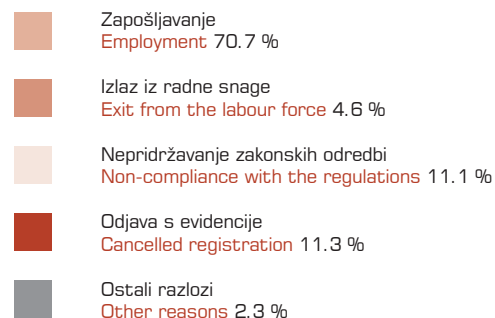 Zapošljavanje
Employment 70.7 %
Izlaz iz radne snage
Exit from the labour force 4.6 %
Nepridržavanje zakonskih odredbi
Non-compliance with the regulations 11.1 %
Odjava s evidencije
Cancelled registration 11.3 %
Ostali razlozi
Other reasons 2.3 %